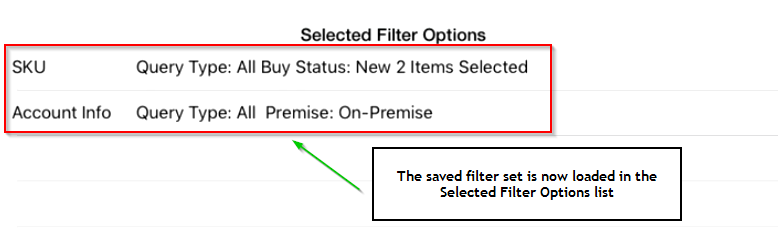 Selected Filter Options
SKU Query Type: All Buy Status: New 2 Items Selected
Account Info Query Type: All  Premise: On-Premise
The saved filter set is now loaded in the
Selected Filter Options list